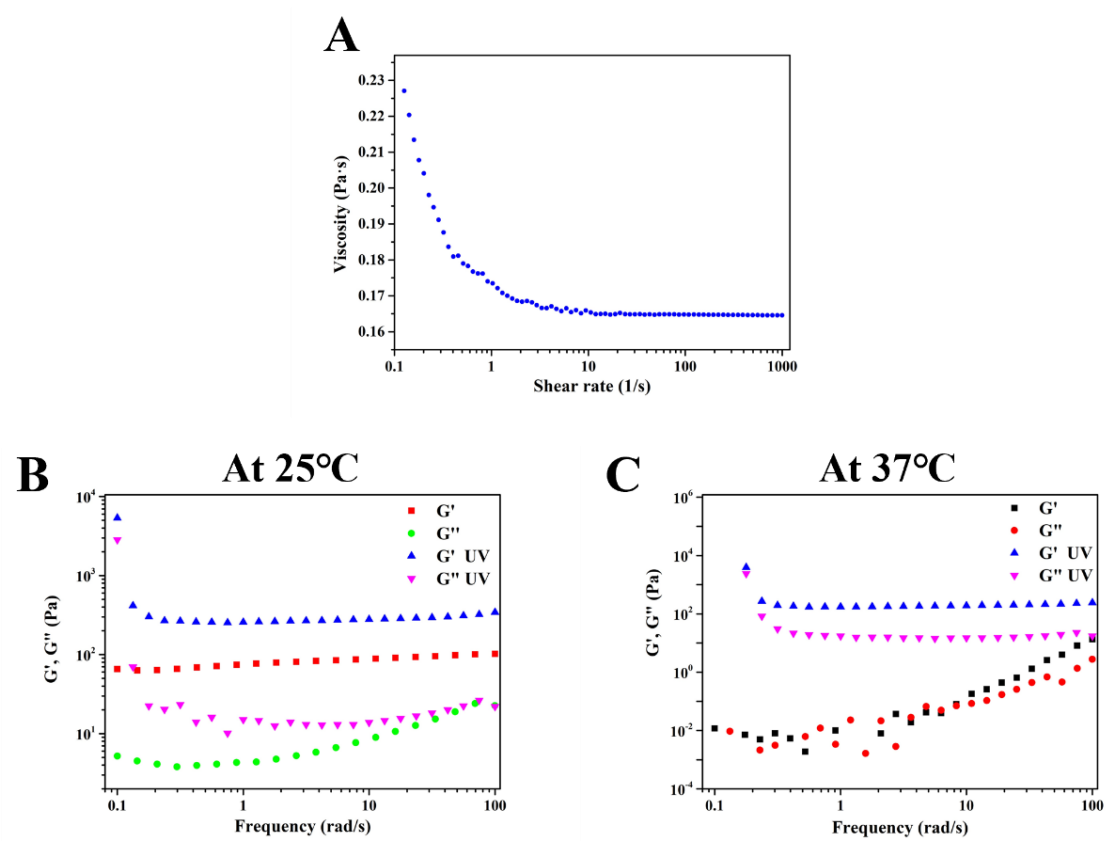 A
0.23
0.22
0.21
0.20
0.19
0.18
0.17
0.16
Viscosity (Pa·s)
0.1 1 10 100 1000
Shear rate (1/s)
B
At 25℃
10^4
10^3
10^2
10^1
G', G'' (Pa)
G'
G''
G' UV
G'' UV
0.1 1 10 100
Frequency (rad/s)
C
At 37℃
10^6
10^4
10^2
10^0
10^-2
10^-4
G', G'' (Pa)
G'
G''
G' UV
G'' UV
0.1 1 10 100
Frequency (rad/s)